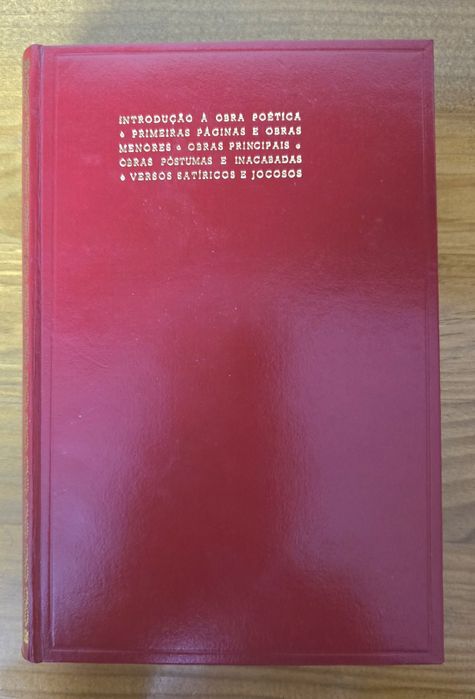 INTRODUÇÃO À OBRA POÉTICA
PRIMEIRAS PÁGINAS E OBRAS
MENORES OBRAS PRINCIPAIS
OBRAS PÓSTUMAS E INACABADAS
VERSOS SATÍRICOS E JOCOSOS